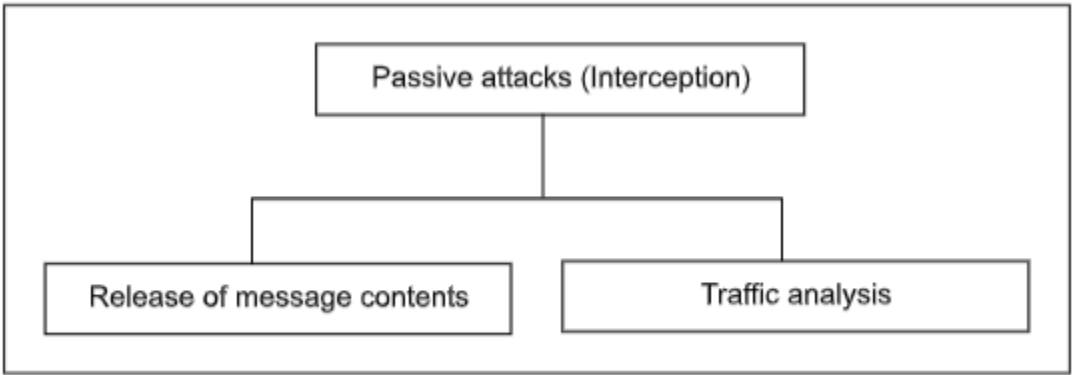 Passive attacks (Interception)
Release of message contents
Traffic analysis